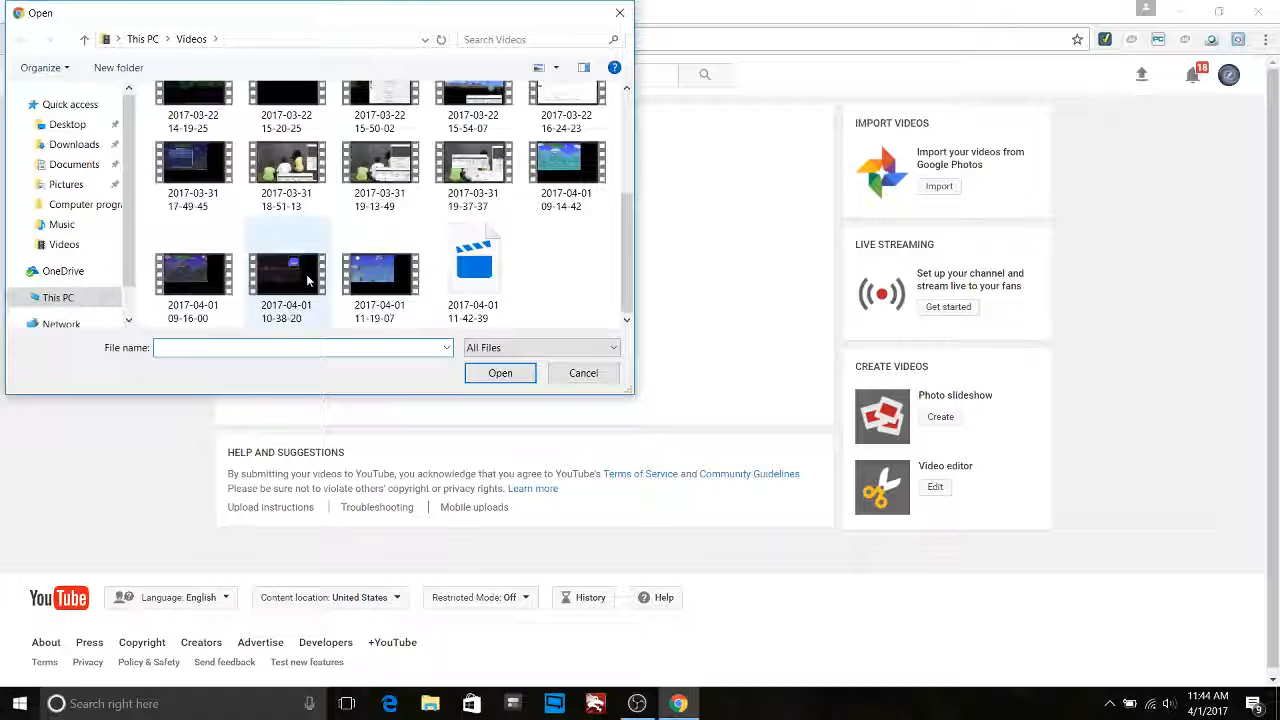 Open
This PC
Videos
Search Videos
Organize
New folder
Quick access
Desktop
Downloads
Documents
Pictures
Computer progra
Music
Videos
OneDrive
This PC
Network
2017-03-22
14-19-25
2017-03-22
15-20-25
2017-03-22
15-50-02
2017-03-22
15-54-07
2017-03-22
16-24-23
2017-03-31
17-49-45
2017-03-31
18-51-13
2017-03-31
19-13-49
2017-03-31
19-37-37
2017-04-01
09-14-42
2017-04-01
09-16-00
2017-04-01
10-38-20
2017-04-01
11-19-07
2017-04-01
11-42-39
File name:
All Files
Open
Cancel
18
IMPORT VIDEOS
Import your videos from
Google Photos
Import
LIVE STREAMING
Set up your channel and
stream live to your fans
Get started
CREATE VIDEOS
Photo slideshow
Create
Video editor
Edit
HELP AND SUGGESTIONS
By submitting your videos to YouTube, you acknowledge that you agree to YouTube's Terms of Service and Community Guidelines
Please be sure not to violate others' copyright or privacy rights. Learn more
Upload instructions
Troubleshooting
Mobile uploads
YouTube
Language: English
Content location: United States
Restricted Mode: Off
History
Help
About Press Copyright Creators Advertise Developers +YouTube
Terms Privacy Policy & Safety Send feedback Test new features
Search right here
11:44 AM
4/1/2017